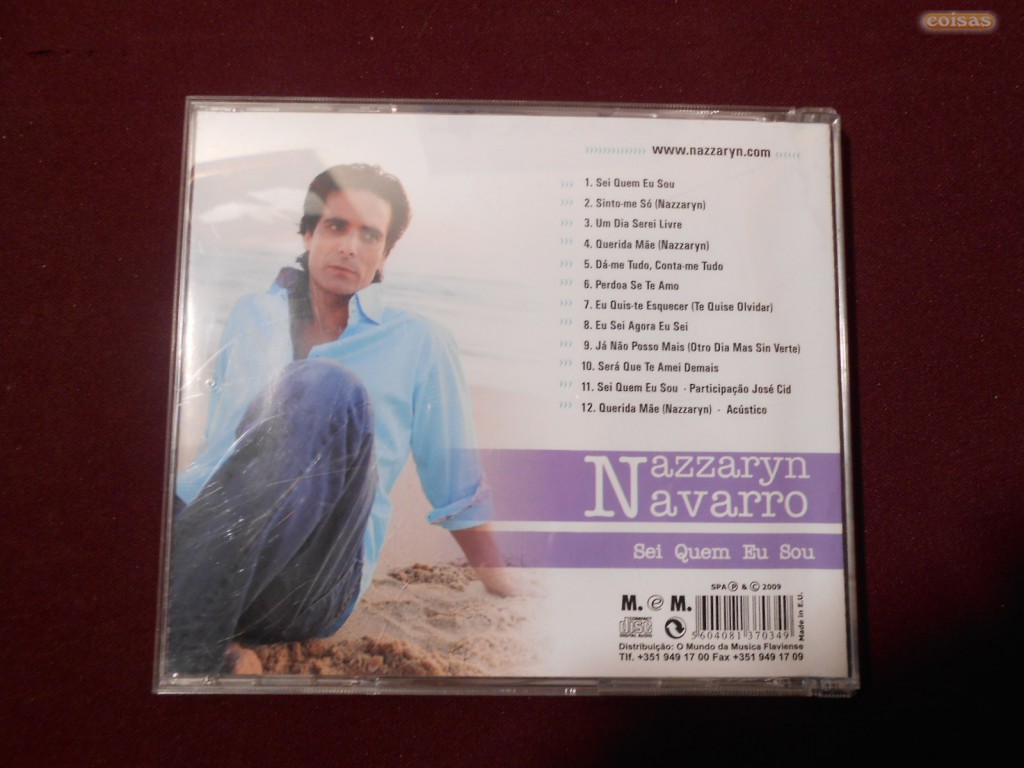 coisas
www.nazzaryn.com
1. Sei Quem Eu Sou
2. Sinto-me Só (Nazzaryn)
3. Um Dia Serei Livre
4. Querida Mãe (Nazzaryn)
5. Dá-me Tudo, Conta-me Tudo
6. Perdoa Se Te Amo
7. Eu Quis-te Esquecer (Te Quise Olvidar)
8. Eu Sei Agora Eu Sei
9. Já Não Posso Mais (Otro Dia Mas Sin Verte)
10. Será Que Te Amei Demais
11. Sei Quem Eu Sou - Participação José Cid
12. Querida Mãe (Nazzaryn) - Acústico
Nazzaryn
Navarro
Sei Quem Eu Sou
SPA Ⓟ & © 2009
M. e M.
COMPACT
disc
DIGITAL AUDIO
5604081370349
Made in E.U.
Distribuição: O Mundo da Musica Flaviense
Tlf. +351 949 17 00 Fax +351 949 17 09